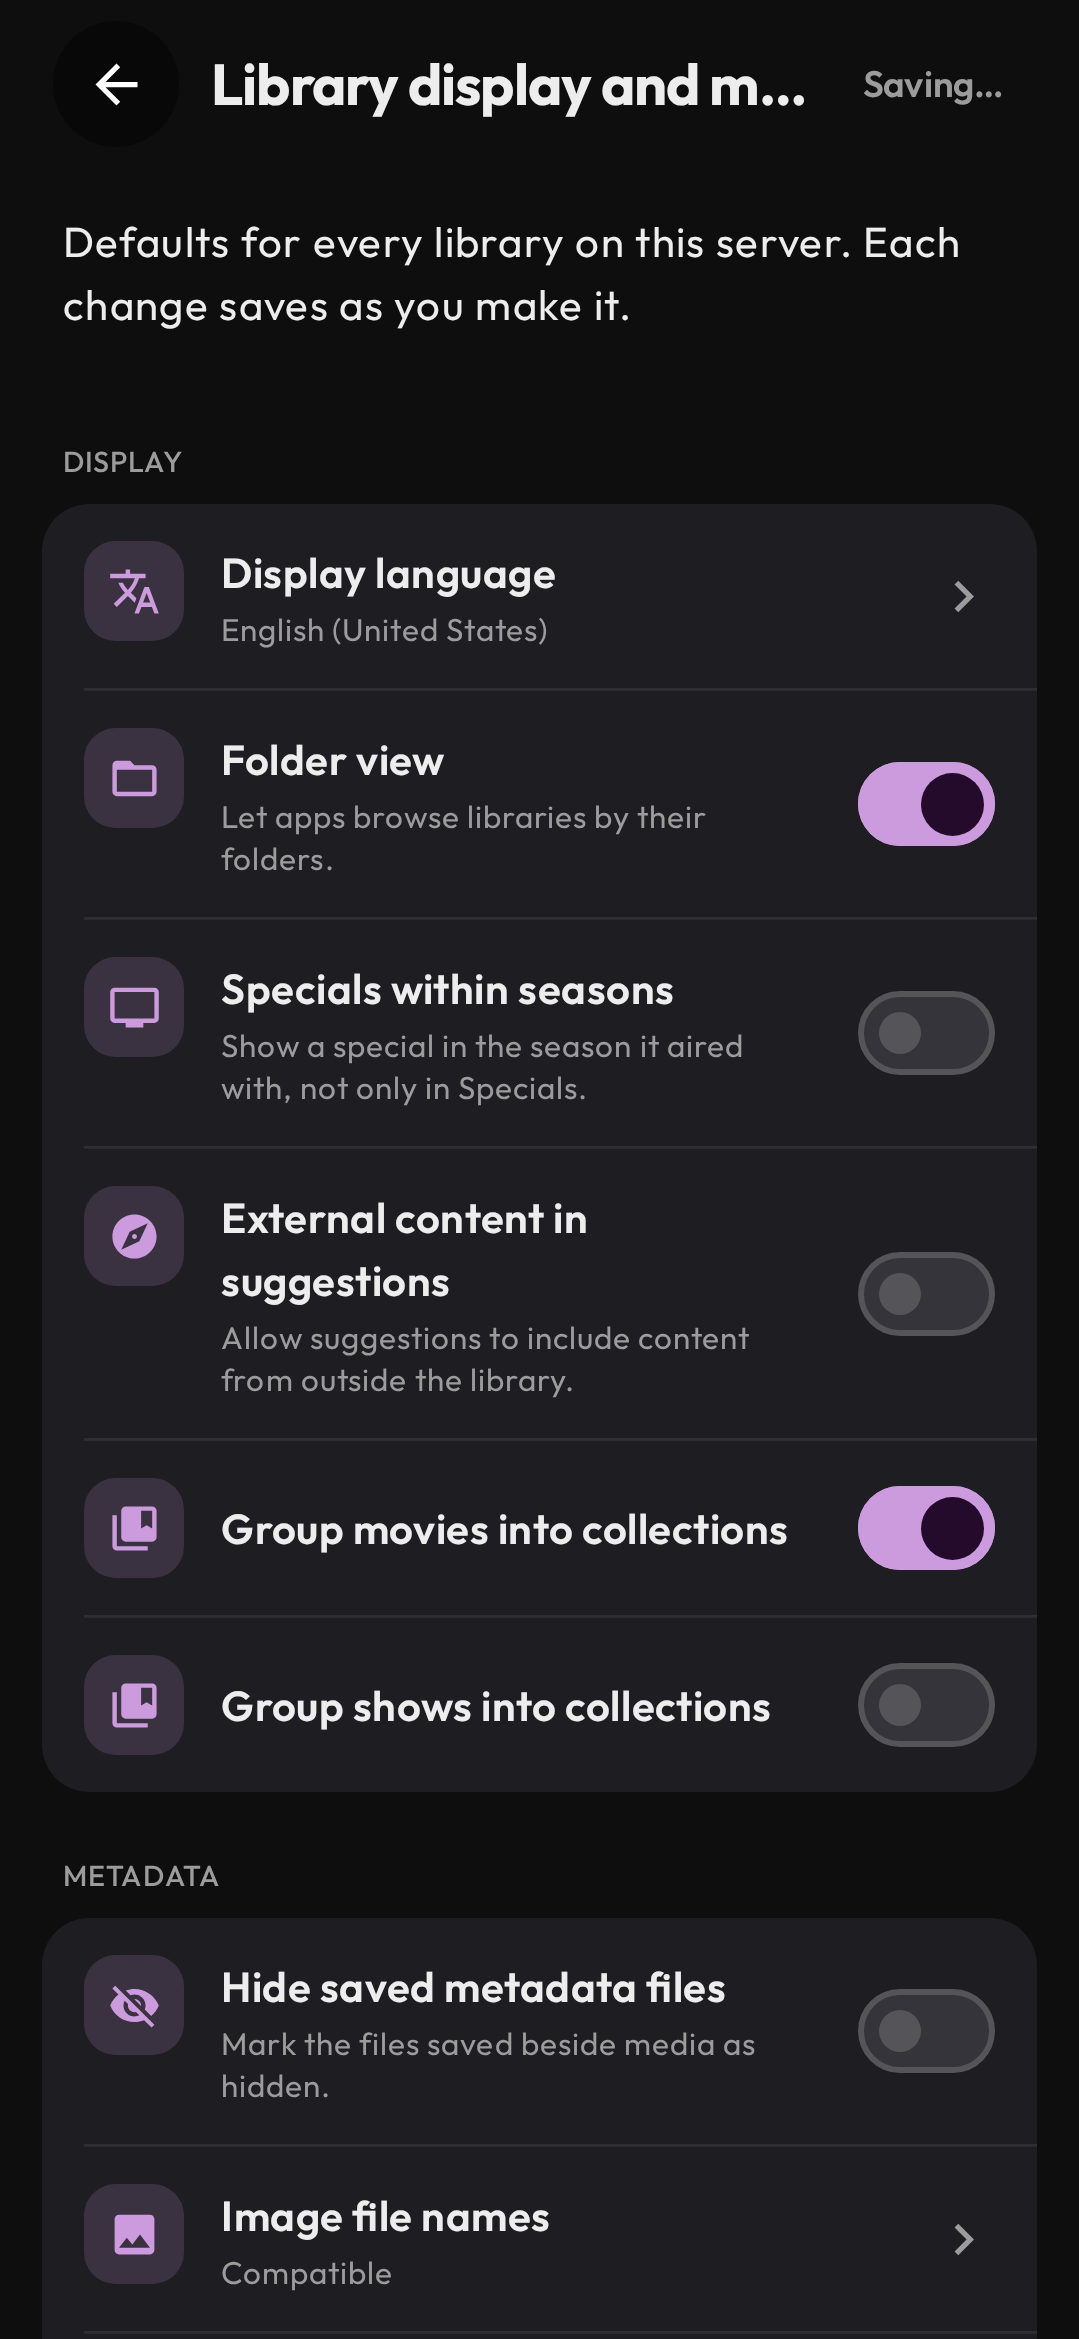 Library display and m...
Saving...
Defaults for every library on this server. Each
change saves as you make it.
DISPLAY
Display language
English (United States)
Folder view
Let apps browse libraries by their
folders.
Specials within seasons
Show a special in the season it aired
with, not only in Specials.
External content in
suggestions
Allow suggestions to include content
from outside the library.
Group movies into collections
Group shows into collections
METADATA
Hide saved metadata files
Mark the files saved beside media as
hidden.
Image file names
Compatible